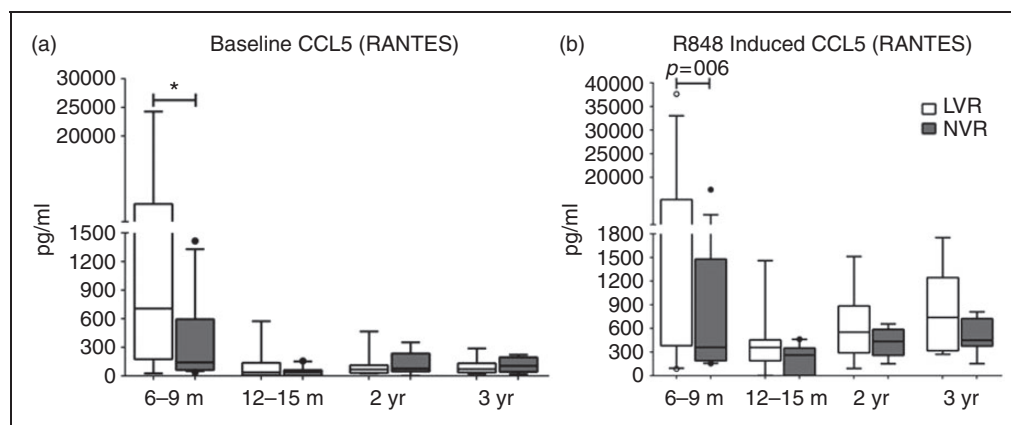 (a)
Baseline CCL5 (RANTES)
30000
25000
20000
1500
1200
900
600
300
0
pg/ml
*
6–9 m 12–15 m 2 yr 3 yr
(b)
R848 Induced CCL5 (RANTES)
p=006
40000
35000
30000
25000
20000
1800
1500
1200
900
600
300
0
pg/ml
LVR
NVR
6–9 m 12–15 m 2 yr 3 yr